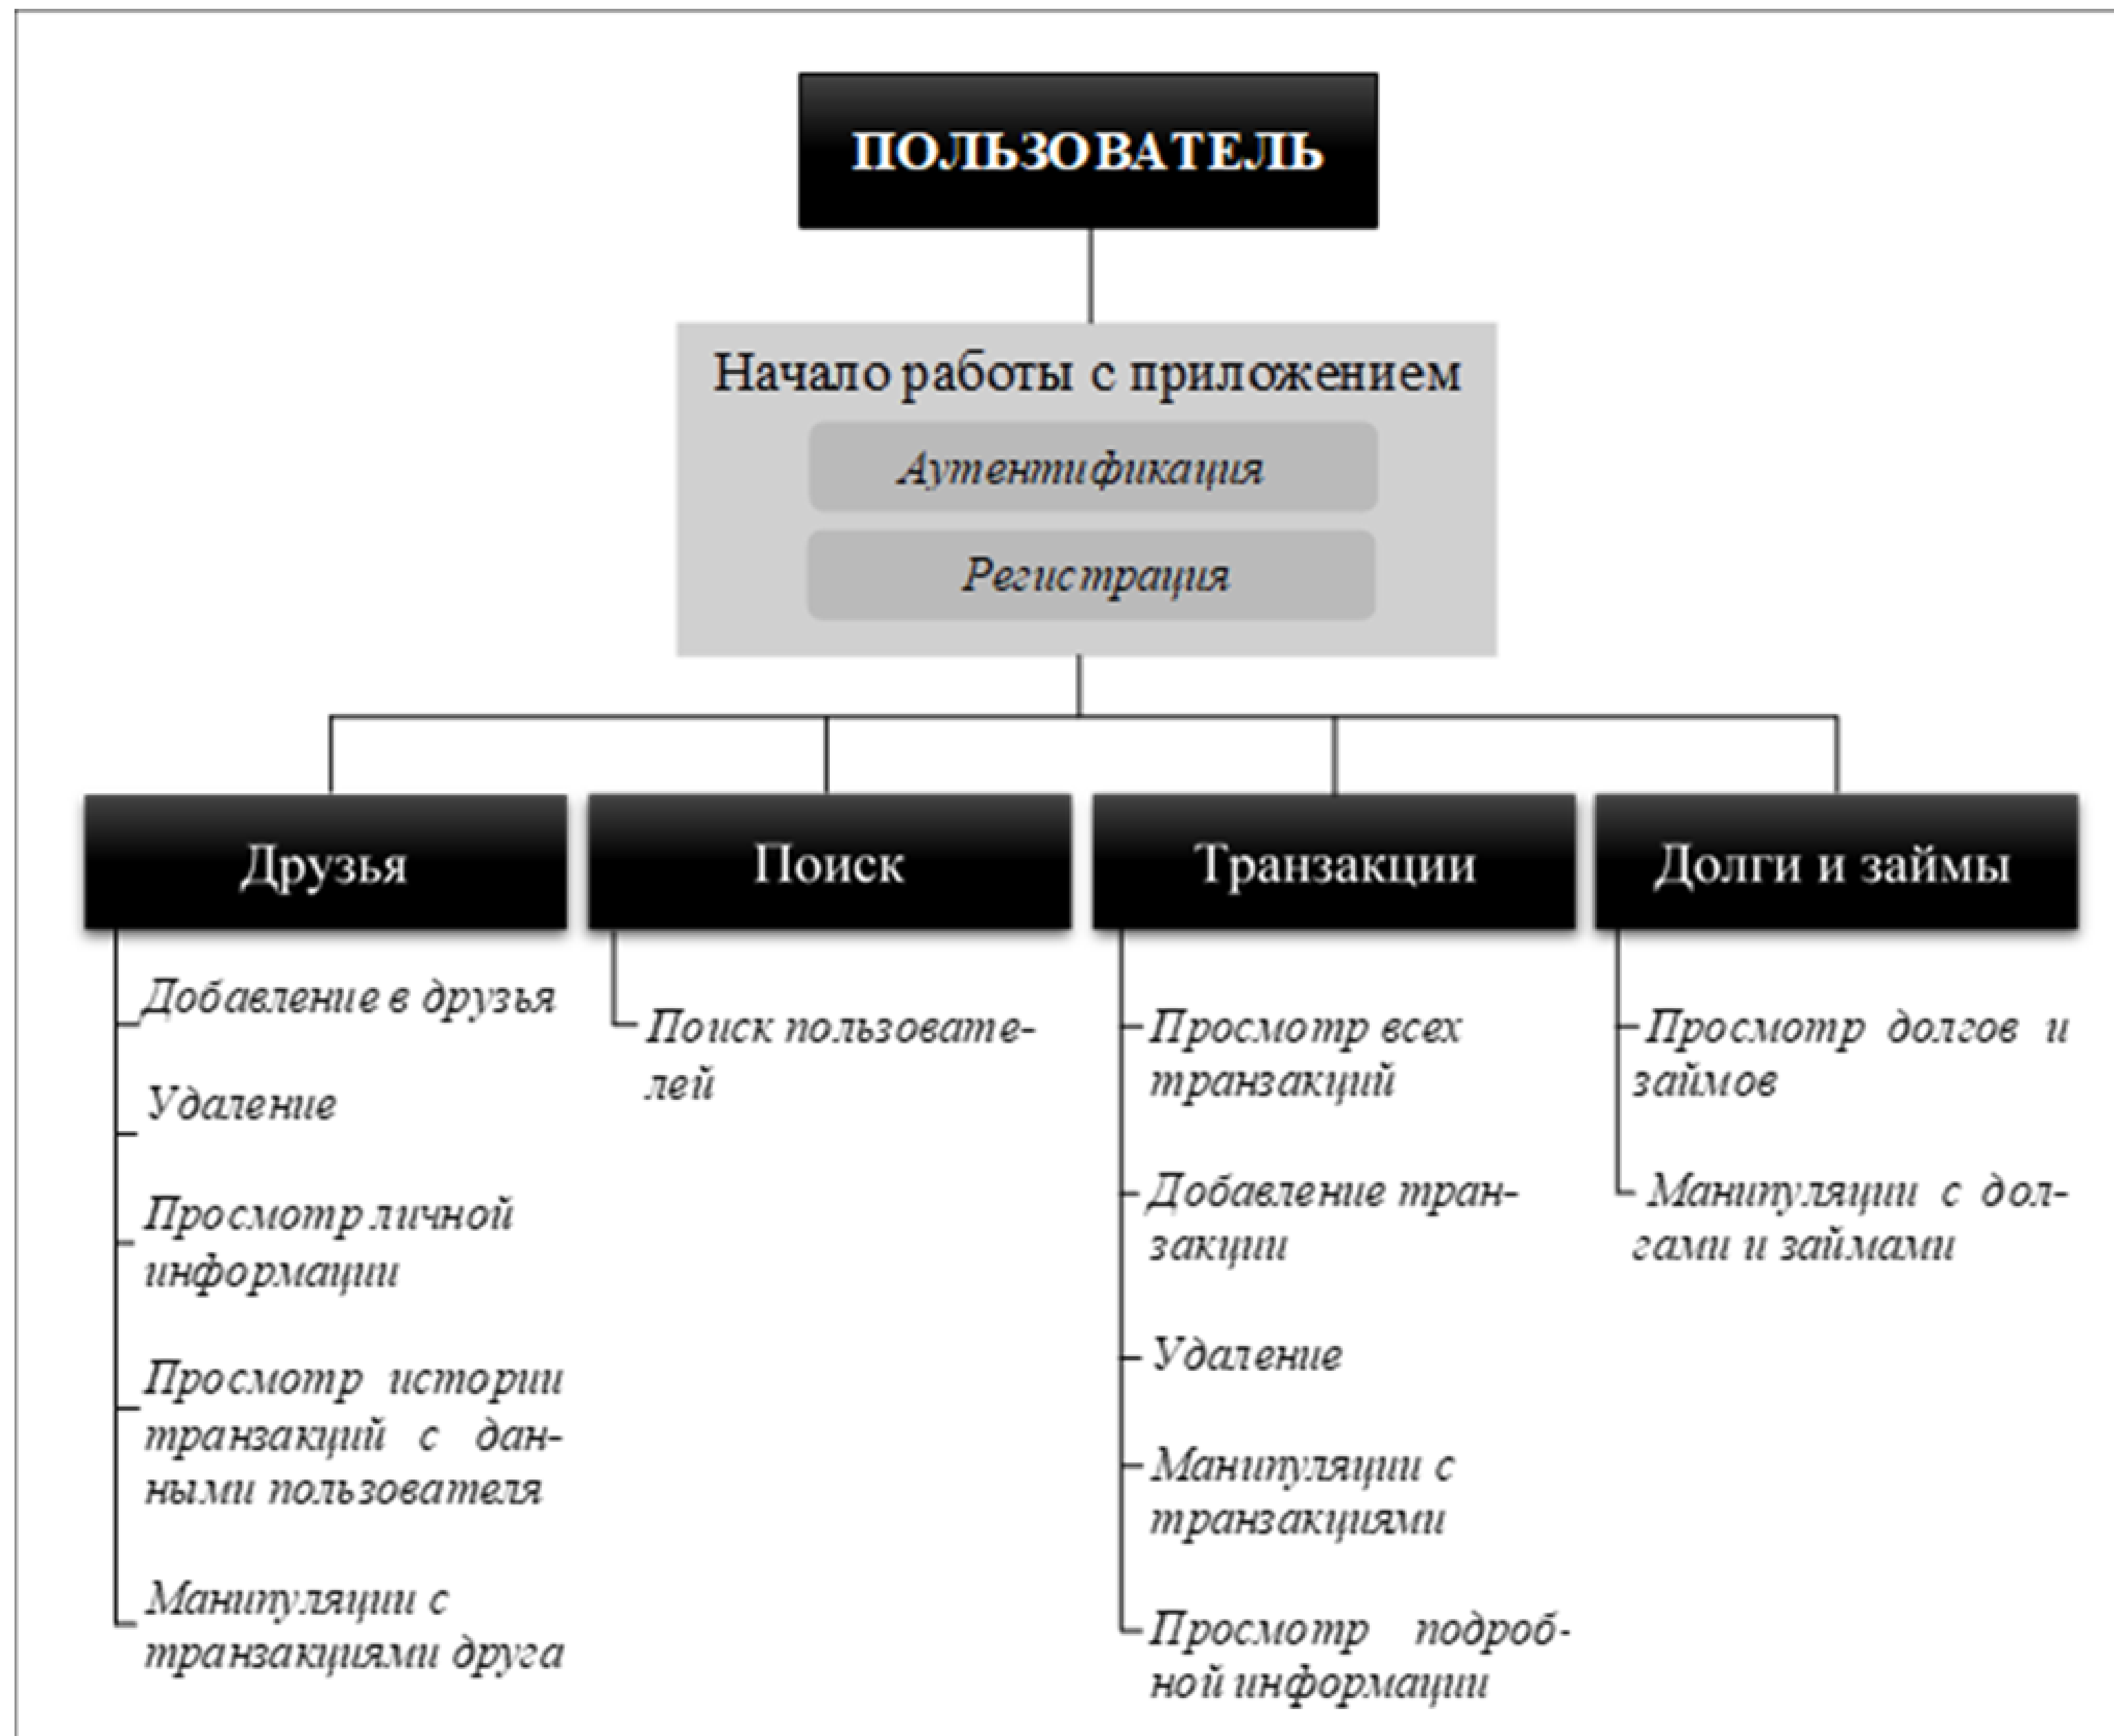 ПОЛЬЗОВАТЕЛЬ
Начало работы с приложением
Аутентификация
Регистрация
Друзья
Добавление в друзья
Удаление
Просмотр личной
информации
Просмотр истории
транзакций с дан-
ными пользователя
Манипуляции с
транзакциями друга
Поиск
Поиск пользовате-
лей
Транзакции
Просмотр всех
транзакций
Добавление тран-
закции
Удаление
Манипуляции с
транзакциями
Просмотр подроб-
ной информации
Долги и займы
Просмотр долгов и
займов
Манипуляции с дол-
гами и займами